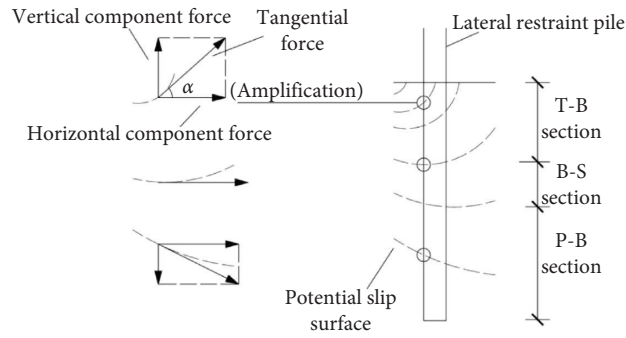 Vertical component force
Tangential
force
α
(Amplification)
Horizontal component force
Lateral restraint pile
T-B
section
B-S
section
P-B
section
Potential slip
surface